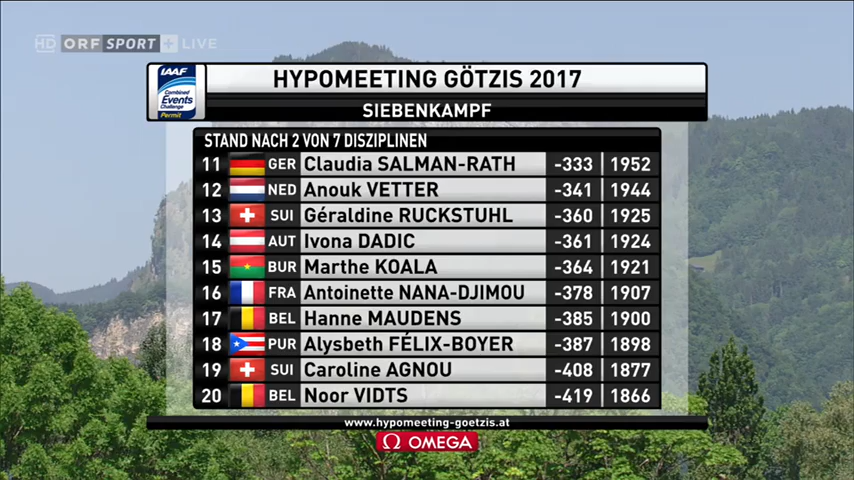 HD ORF SPORT + LIVE
IAAF
Combined
Events
Challenge
Permit
HYPOMEETING GÖTZIS 2017
SIEBENKAMPF
STAND NACH 2 VON 7 DISZIPLINEN
11 GER Claudia SALMAN-RATH -333 1952
12 NED Anouk VETTER -341 1944
13 SUI Géraldine RUCKSTUHL -360 1925
14 AUT Ivona DADIC -361 1924
15 BUR Marthe KOALA -364 1921
16 FRA Antoinette NANA-DJIMOU -378 1907
17 BEL Hanne MAUDENS -385 1900
18 PUR Alysbeth FÉLIX-BOYER -387 1898
19 SUI Caroline AGNOU -408 1877
20 BEL Noor VIDTS -419 1866
www.hypomeeting-goetzis.at
Ω OMEGA